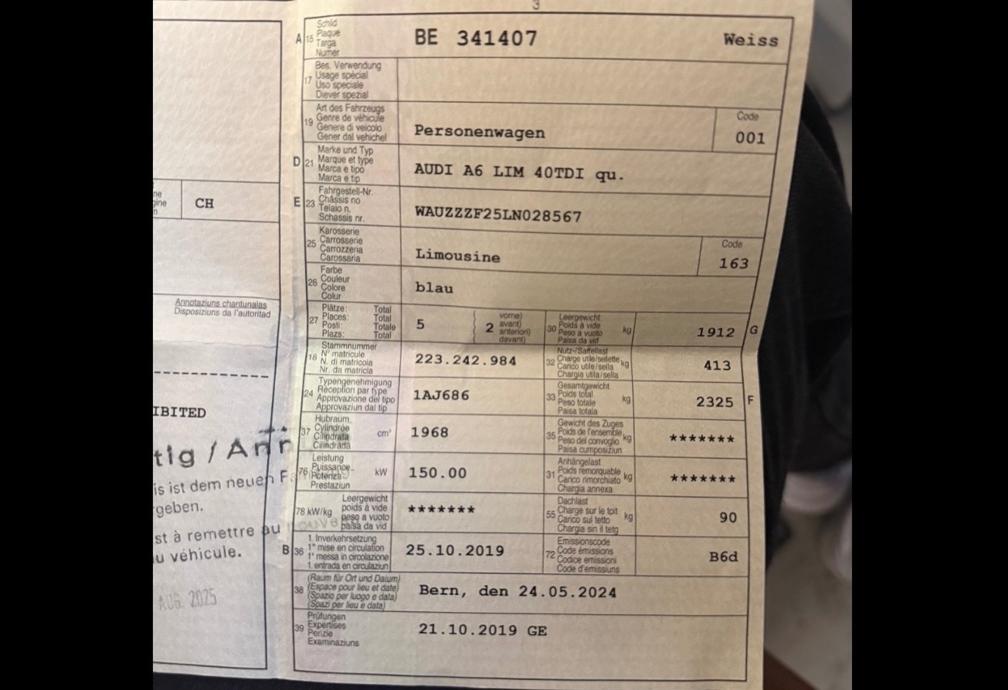 3
A 15 Schild
Plaque
Targa
Numer
BE 341407 Weiss
17 Bes. Verwendung
Usage spécial
Uso speciale
Diever spezial
19 Art des Fahrzeugs
Genre de véhicule
Genere di veicolo
Gener dal vehichel
Personenwagen
Code
001
D 21 Marke und Typ
Marque et type
Marca e tipo
Marca e tip
AUDI A6 LIM 40TDI qu.
E 23 Fahrgestell-Nr.
Châssis no
Telaio n.
Schassis nr.
WAUZZZF25LN028567
25 Karosserie
Carrosserie
Carrozzeria
Carossaria
Limousine
Code
163
26 Farbe
Couleur
Colore
Colur
blau
27 Plätze: Total
Places: Total
Posti: Totale
Plazs: Total
5
2 vorne)
avant)
anteriori)
davant)
30 Leergewicht
Poids à vide
Peso a vuoto
Paisa da vid
kg
1912 G
18 Stammnummer
N° matricule
N. di matricola
Nr. da matricla
223.242.984
32 Nutz-/Sattellast
Charge utile/sellette
Carico utile/sella
Chargia utila/sella
kg
413
24 Typengenehmigung
Réception par type
Approvazione del tipo
Approvaziun dal tip
1AJ686
33 Gesamtgewicht
Poids total
Peso totale
Paisa totala
kg
2325 F
37 Hubraum
Cylindrée
Cilindrata
Cilindrada
cm³
1968
35 Gewicht des Zuges
Poids de l'ensemble
Peso del convoglio
Paisa cumposiziun
kg
*******
76 Leistung
Puissance
Potenza
Prestaziun
kW
150.00
31 Anhängelast
Poids remorquable
Carico rimorchiato
Chargia annexa
kg
*******
78 kW/kg Leergewicht
poids à vide
peso a vuoto
paisa da vid
*******
55 Dachlast
Charge sur le toit
Carico sul tetto
Chargia sin il tetg
kg
90
B 36 1. Inverkehrsetzung
1re mise en circulation
1a messa in circolazione
1. entrada en circulaziun
25.10.2019
72 Emissionscode
Code émissions
Codice emissioni
Code d'emissiuns
B6d
38 (Raum für Ort und Datum)
(Espace pour lieu et date)
(Spazio per luogo e data)
(Spazi per lieu e data)
Bern, den 24.05.2024
39 Prüfungen
Expertises
Perizie
Examinaziuns
21.10.2019 GE
CH
Annotaziuns chantunalas
Disposiziuns da l'autoritad
IBITED
tig / Ann
is ist dem neuen F
geben.
st à remettre au
u véhicule.
AUG. 2025